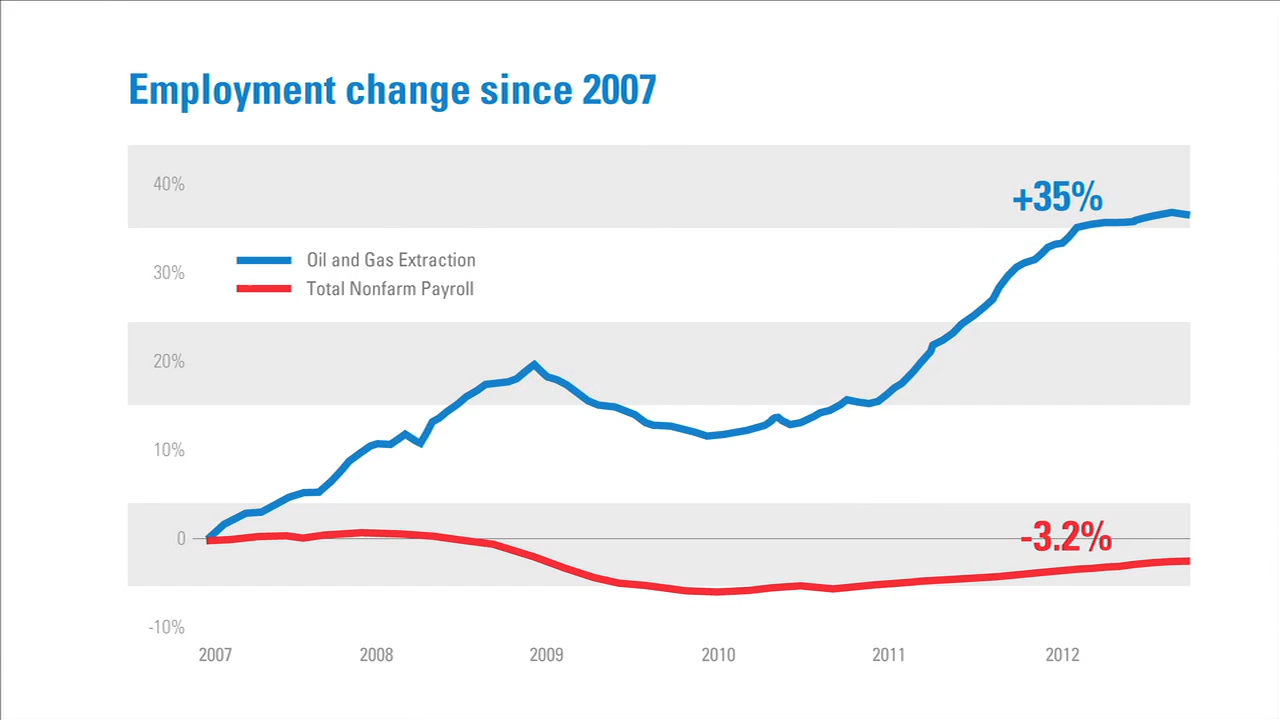 Employment change since 2007
40%
+35%
Oil and Gas Extraction
30%
Total Nonfarm Payroll
20%
10%
0
-3.2%
-10%
2007 2008 2009 2010 2011 2012